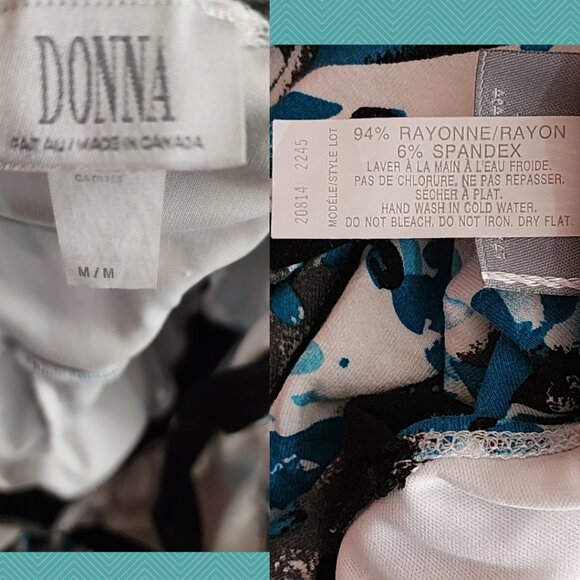 DONNA
FAIT AU / MADE IN CANADA
M / M
94% RAYONNE/RAYON
6% SPANDEX
LAVER À LA MAIN À L'EAU FROIDE.
PAS DE CHLORURE, NE PAS REPASSER.
SÉCHER À PLAT.
HAND WASH IN COLD WATER.
DO NOT BLEACH, DO NOT IRON. DRY FLAT.
MODÈLE/STYLE LOT
20814 2245